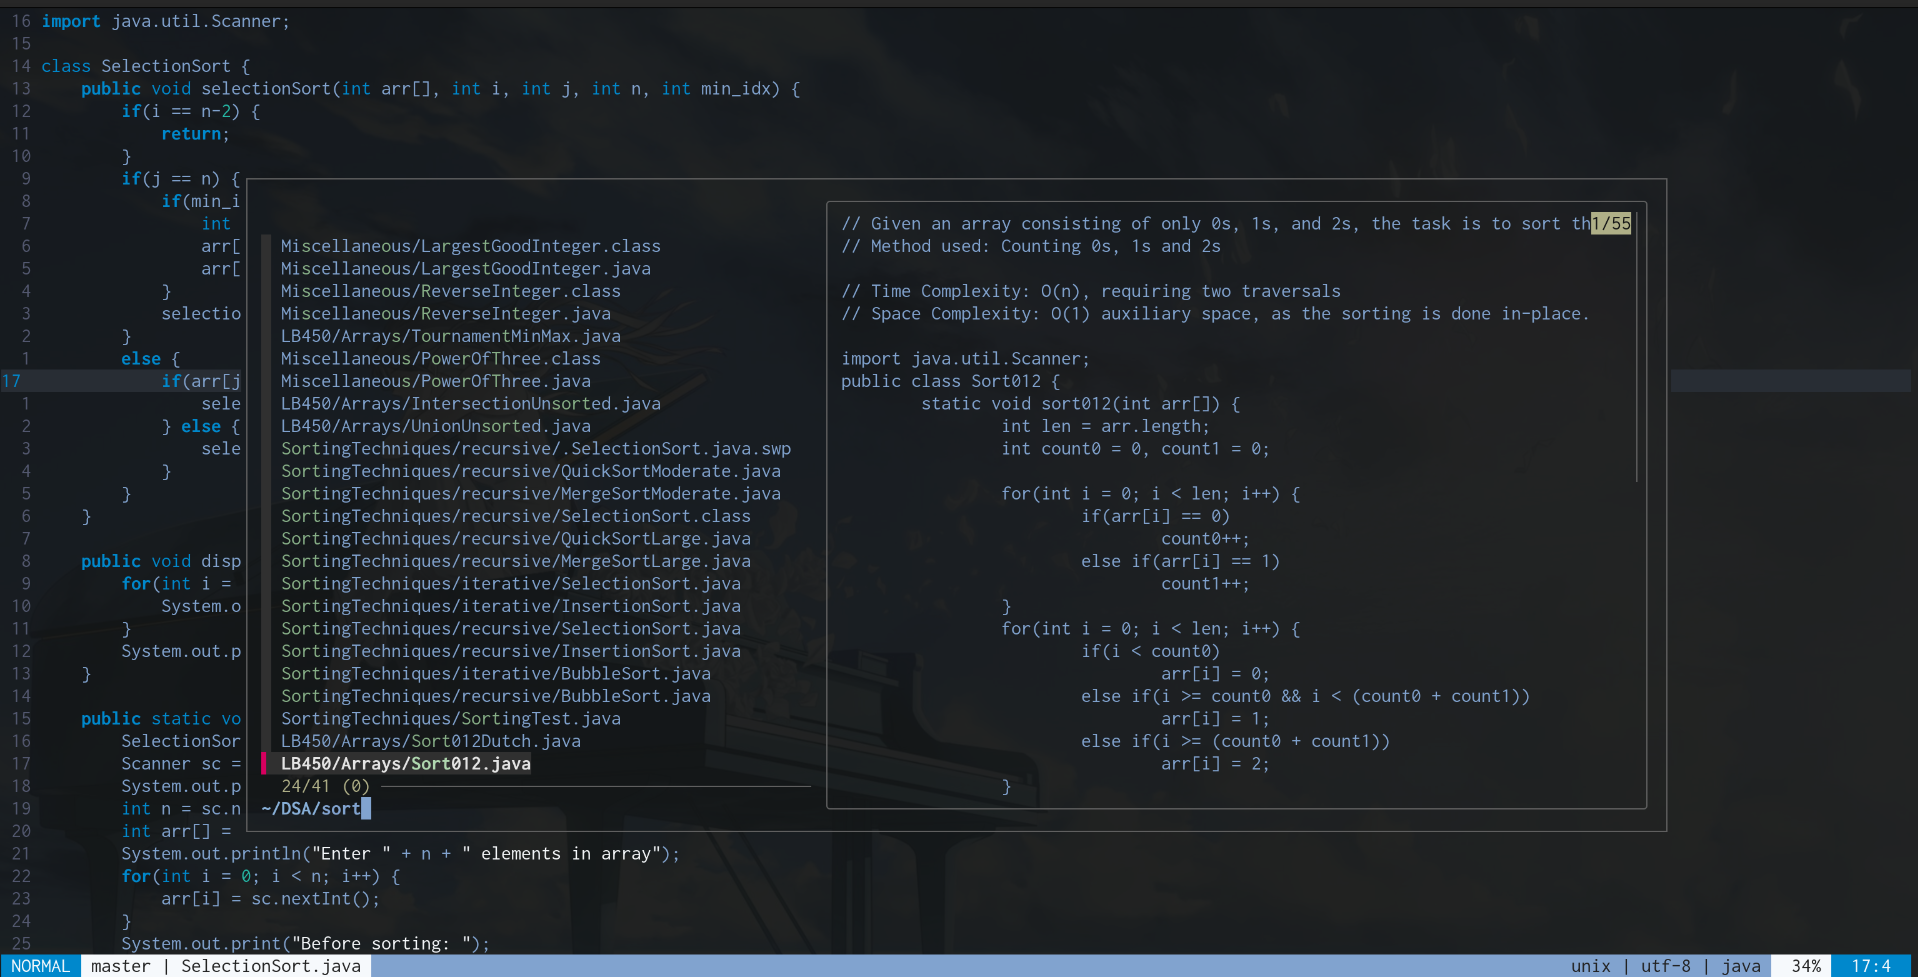 16 import java.util.Scanner;
15
14 class SelectionSort {
13 public void selectionSort(int arr[], int i, int j, int n, int min_idx) {
12 if(i == n-2) {
11 return;
10 }
9 if(j == n) {
8 if(min_i
7 int
6 arr[
5 arr[
4 }
3 selectio
2 }
1 else {
17 if(arr[j
1 sele
2 } else {
3 sele
4 }
5 }
6 }
7
8 public void disp
9 for(int i =
10 System.o
11 }
12 System.out.p
13 }
14
15 public static vo
16 SelectionSor
17 Scanner sc =
18 System.out.p
19 int n = sc.n
20 int arr[] =
21 System.out.println("Enter " + n + " elements in array");
22 for(int i = 0; i < n; i++) {
23 arr[i] = sc.nextInt();
24 }
25 System.out.print("Before sorting: ");
Miscellaneous/LargestGoodInteger.class
Miscellaneous/LargestGoodInteger.java
Miscellaneous/ReverseInteger.class
Miscellaneous/ReverseInteger.java
LB450/Arrays/TournamentMinMax.java
Miscellaneous/PowerOfThree.class
Miscellaneous/PowerOfThree.java
LB450/Arrays/IntersectionUnsorted.java
LB450/Arrays/UnionUnsorted.java
SortingTechniques/recursive/.SelectionSort.java.swp
SortingTechniques/recursive/QuickSortModerate.java
SortingTechniques/recursive/MergeSortModerate.java
SortingTechniques/recursive/SelectionSort.class
SortingTechniques/recursive/QuickSortLarge.java
SortingTechniques/recursive/MergeSortLarge.java
SortingTechniques/iterative/SelectionSort.java
SortingTechniques/iterative/InsertionSort.java
SortingTechniques/recursive/SelectionSort.java
SortingTechniques/recursive/InsertionSort.java
SortingTechniques/iterative/BubbleSort.java
SortingTechniques/recursive/BubbleSort.java
SortingTechniques/SortingTest.java
LB450/Arrays/Sort012Dutch.java
LB450/Arrays/Sort012.java
24/41 (0)
~/DSA/sort
// Given an array consisting of only 0s, 1s, and 2s, the task is to sort th 1/55
// Method used: Counting 0s, 1s and 2s
// Time Complexity: O(n), requiring two traversals
// Space Complexity: O(1) auxiliary space, as the sorting is done in-place.
import java.util.Scanner;
public class Sort012 {
static void sort012(int arr[]) {
int len = arr.length;
int count0 = 0, count1 = 0;
for(int i = 0; i < len; i++) {
if(arr[i] == 0)
count0++;
else if(arr[i] == 1)
count1++;
}
for(int i = 0; i < len; i++) {
if(i < count0)
arr[i] = 0;
else if(i >= count0 && i < (count0 + count1))
arr[i] = 1;
else if(i >= (count0 + count1))
arr[i] = 2;
}
NORMAL master | SelectionSort.java unix | utf-8 | java 34% 17:4